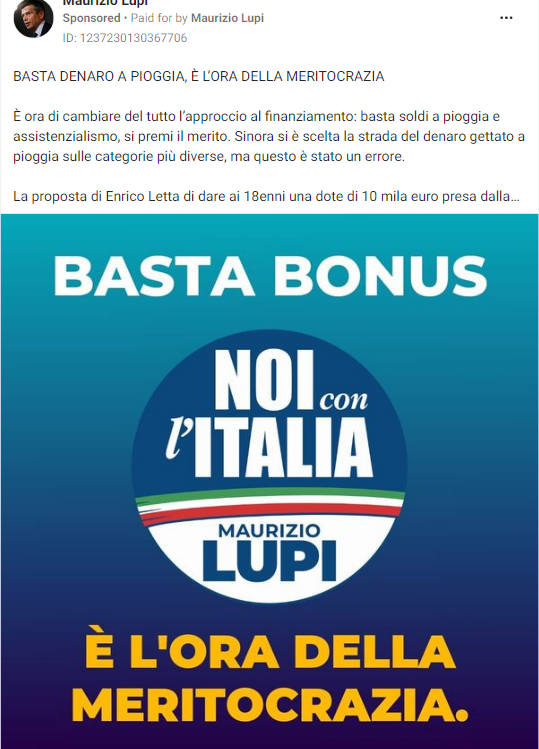 Maurizio Lupi
Sponsored • Paid for by Maurizio Lupi
ID: 1237230130367706
BASTA DENARO A PIOGGIA, È L'ORA DELLA MERITOCRAZIA
È ora di cambiare del tutto l'approccio al finanziamento: basta soldi a pioggia e
assistenzialismo, si premi il merito. Sinora si è scelta la strada del denaro gettato a
pioggia sulle categorie più diverse, ma questo è stato un errore.
La proposta di Enrico Letta di dare ai 18enni una dote di 10 mila euro presa dalla...
BASTA BONUS
NOI con
l'ITALIA
MAURIZIO
LUPI
È L'ORA DELLA
MERITOCRAZIA.